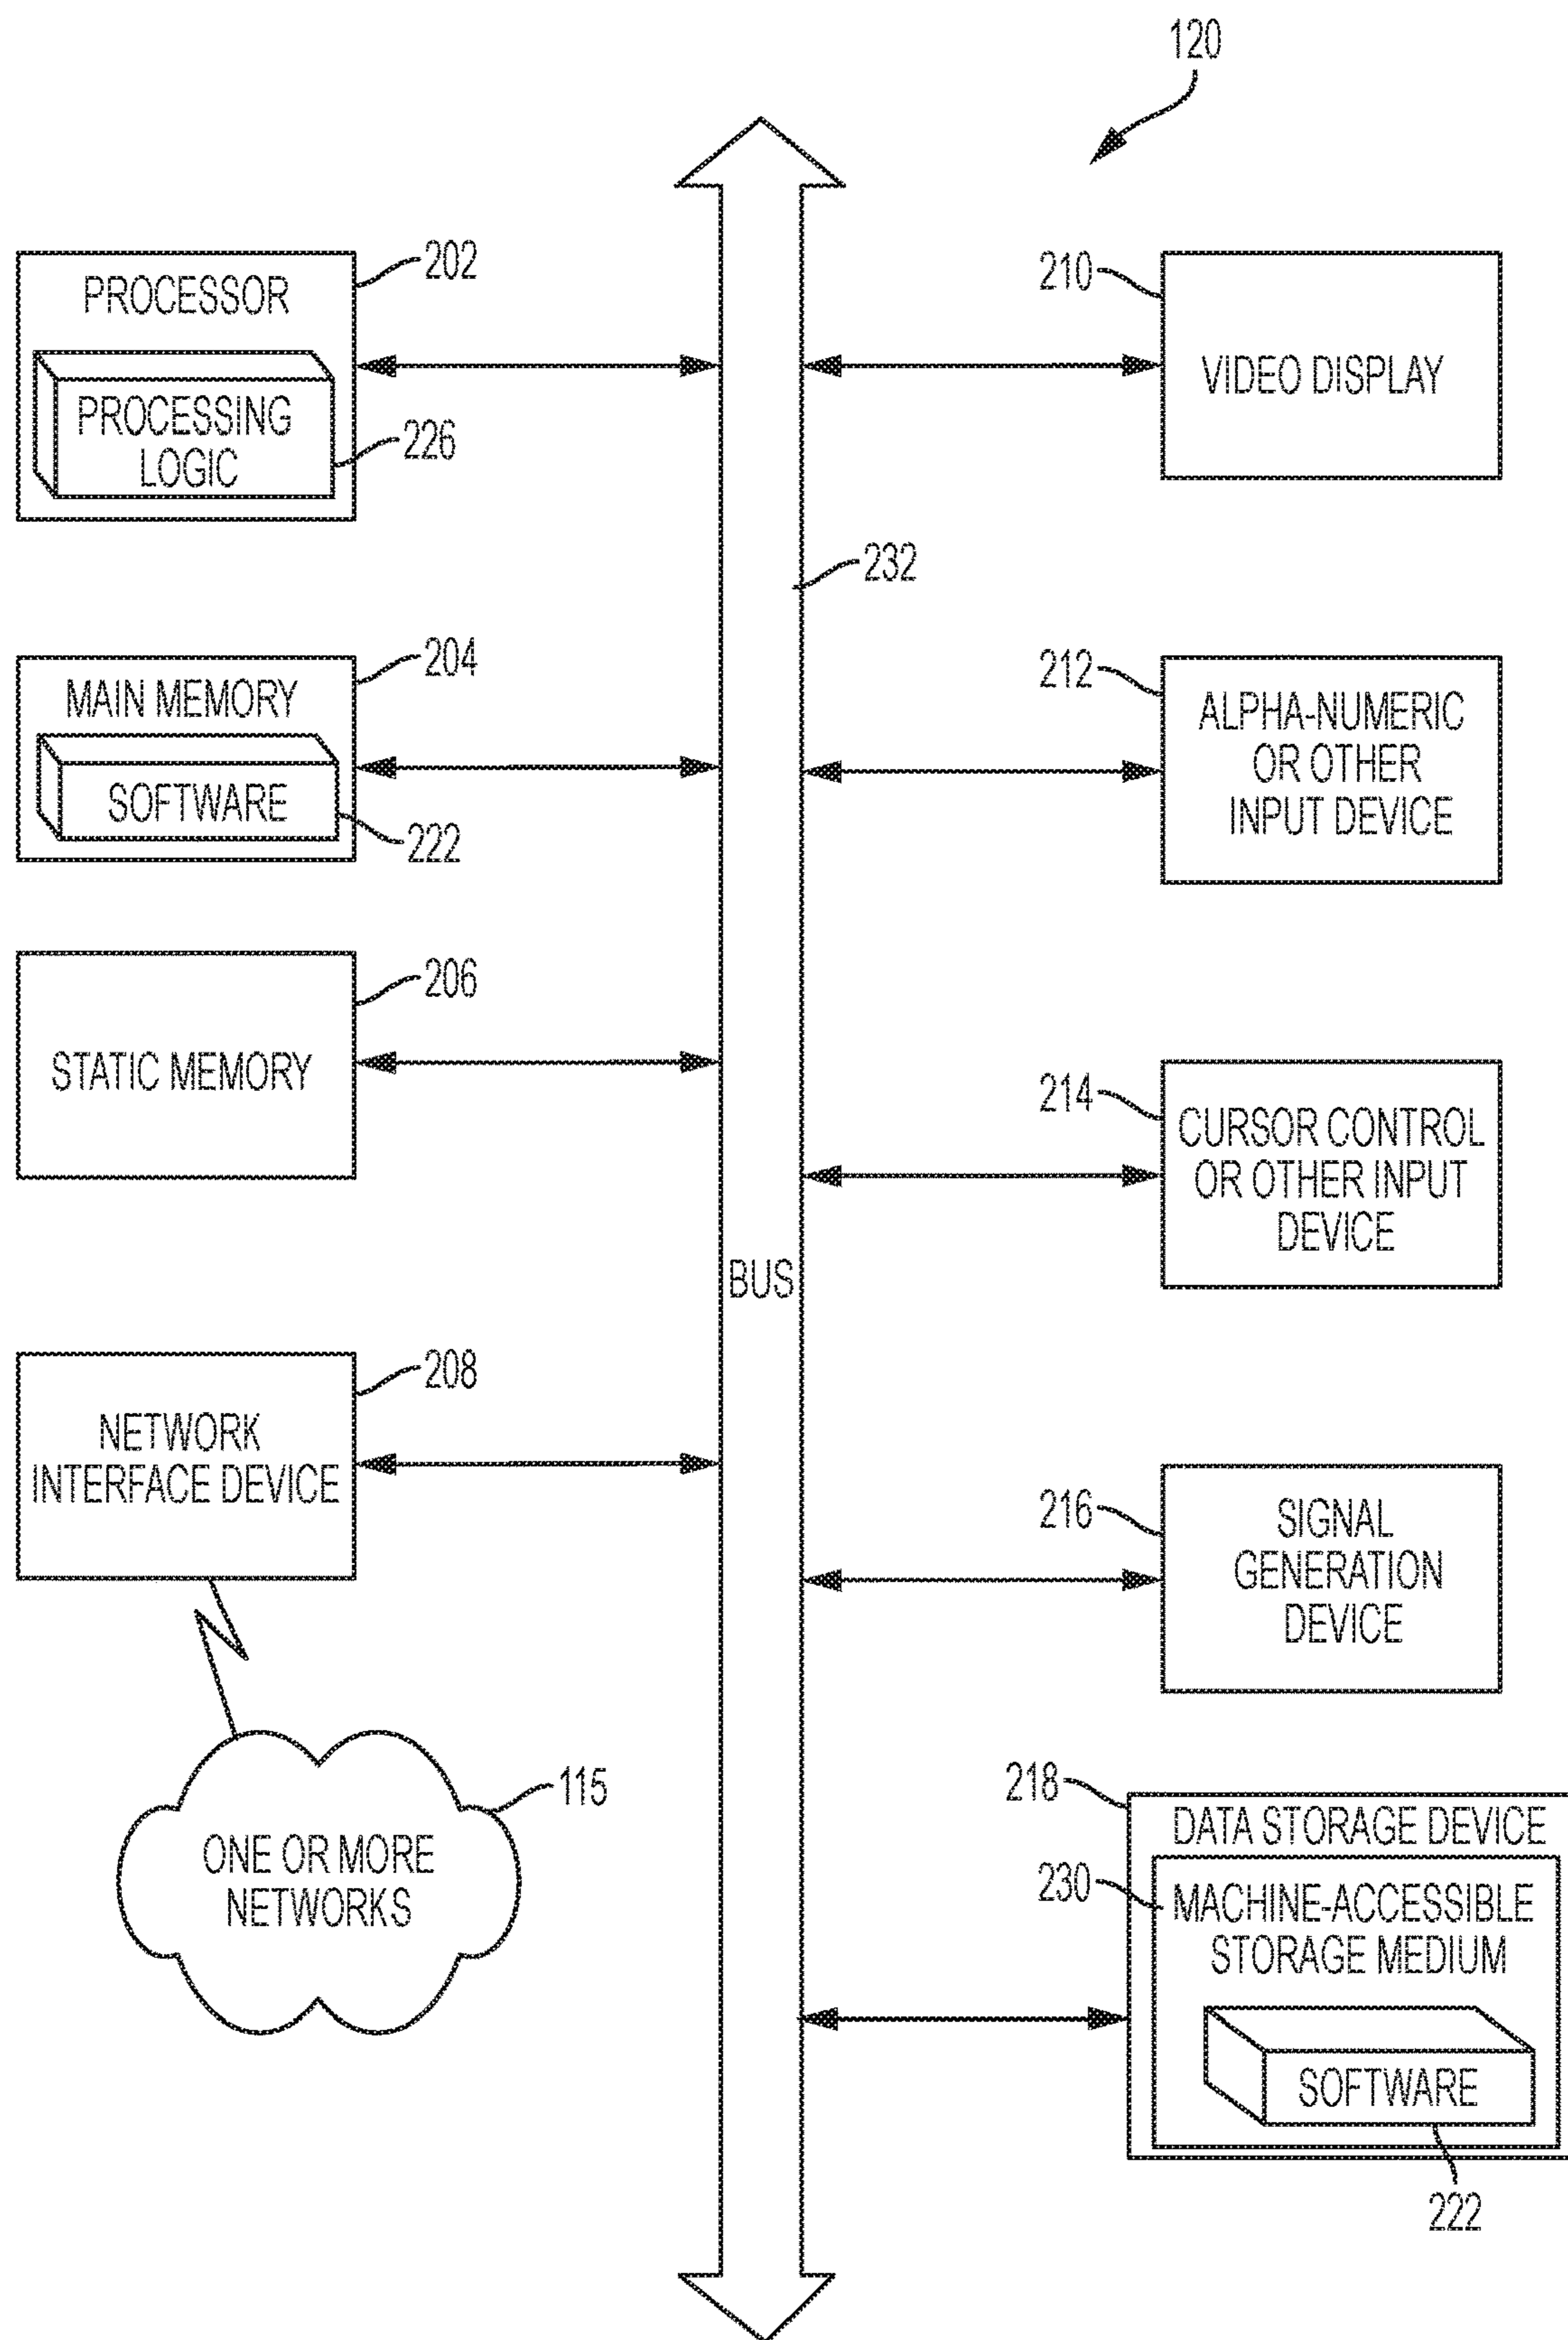 120
202
PROCESSOR
PROCESSING
LOGIC
226
204
MAIN MEMORY
SOFTWARE
222
206
STATIC MEMORY
208
NETWORK
INTERFACE DEVICE
115
ONE OR MORE
NETWORKS
232
BUS
210
VIDEO DISPLAY
212
ALPHA-NUMERIC
OR OTHER
INPUT DEVICE
214
CURSOR CONTROL
OR OTHER INPUT
DEVICE
216
SIGNAL
GENERATION
DEVICE
218
DATA STORAGE DEVICE
230
MACHINE-ACCESSIBLE
STORAGE MEDIUM
SOFTWARE
222